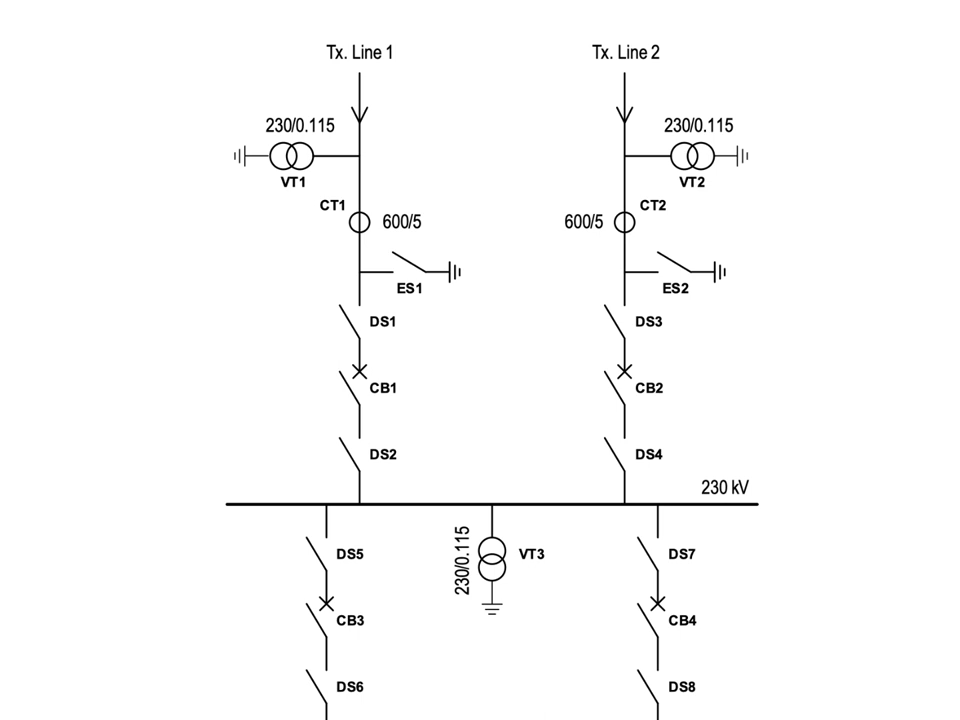 Tx. Line 1
Tx. Line 2
230/0.115
230/0.115
VT1
VT2
CT1
CT2
600/5
600/5
ES1
ES2
DS1
DS3
CB1
CB2
DS2
DS4
230 kV
DS5
230/0.115
VT3
DS7
CB3
CB4
DS6
DS8